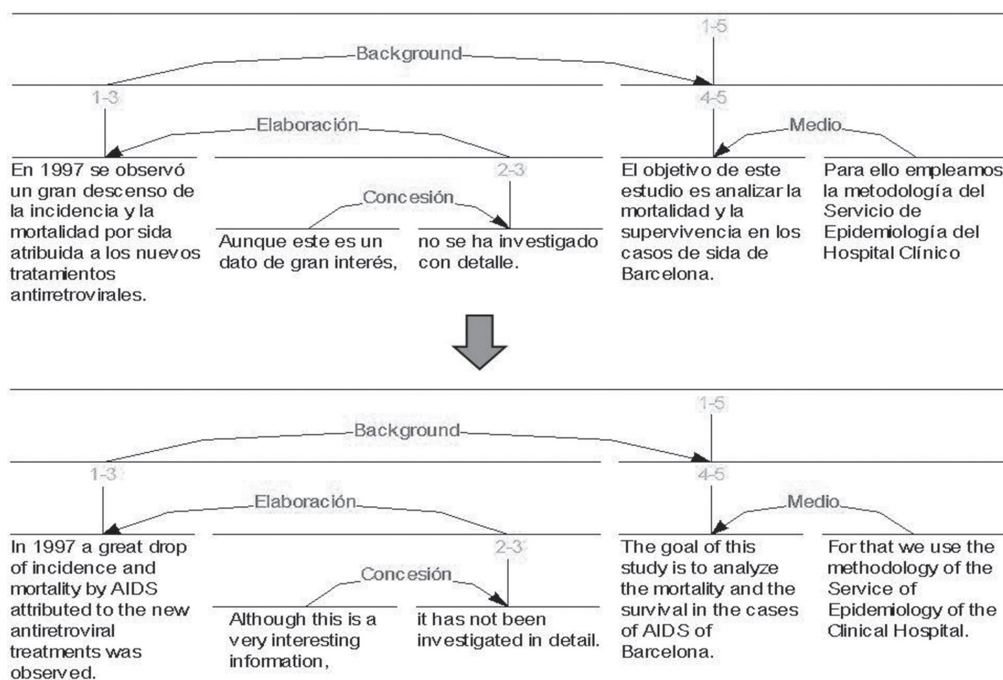 1-5
Background
1-3
4-5
Elaboración
Medio
En 1997 se observó
un gran descenso de
la incidencia y la
mortalidad por sida
atribuida a los nuevos
tratamientos
antirretrovirales.
2-3
Concesión
Aunque este es un
dato de gran interés,
no se ha investigado
con detalle.
El objetivo de este
estudio es analizar la
mortalidad y la
supervivencia en los
casos de sida de
Barcelona.
Para ello empleamos
la metodología del
Servicio de
Epidemiología del
Hospital Clínico
1-5
Background
1-3
4-5
Elaboración
Medio
In 1997 a great drop
of incidence and
mortality by AIDS
attributed to the new
antiretroviral
treatments was
observed.
2-3
Concesión
Although this is a
very interesting
information,
it has not been
investigated in detail.
The goal of this
study is to analyze
the mortality and the
survival in the cases
of AIDS of
Barcelona.
For that we use the
methodology of the
Service of
Epidemiology of the
Clinical Hospital.